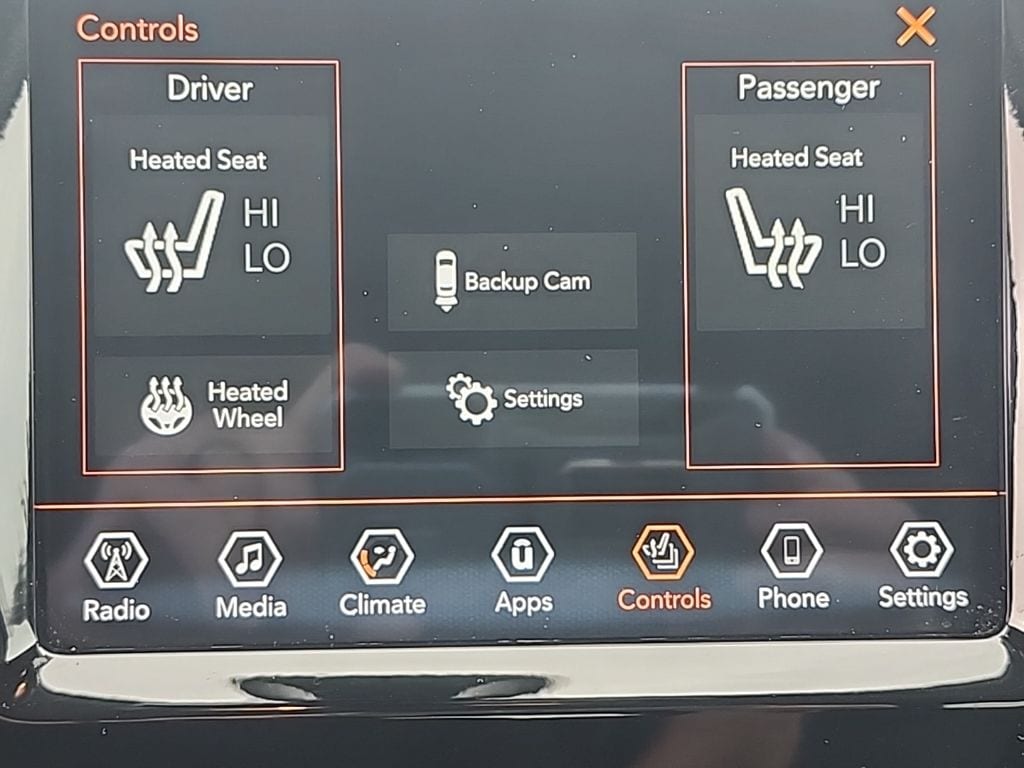 Controls
Driver
Heated Seat
HI
LO
Heated
Wheel
Backup Cam
Settings
Passenger
Heated Seat
HI
LO
Radio
Media
Climate
Apps
Controls
Phone
Settings